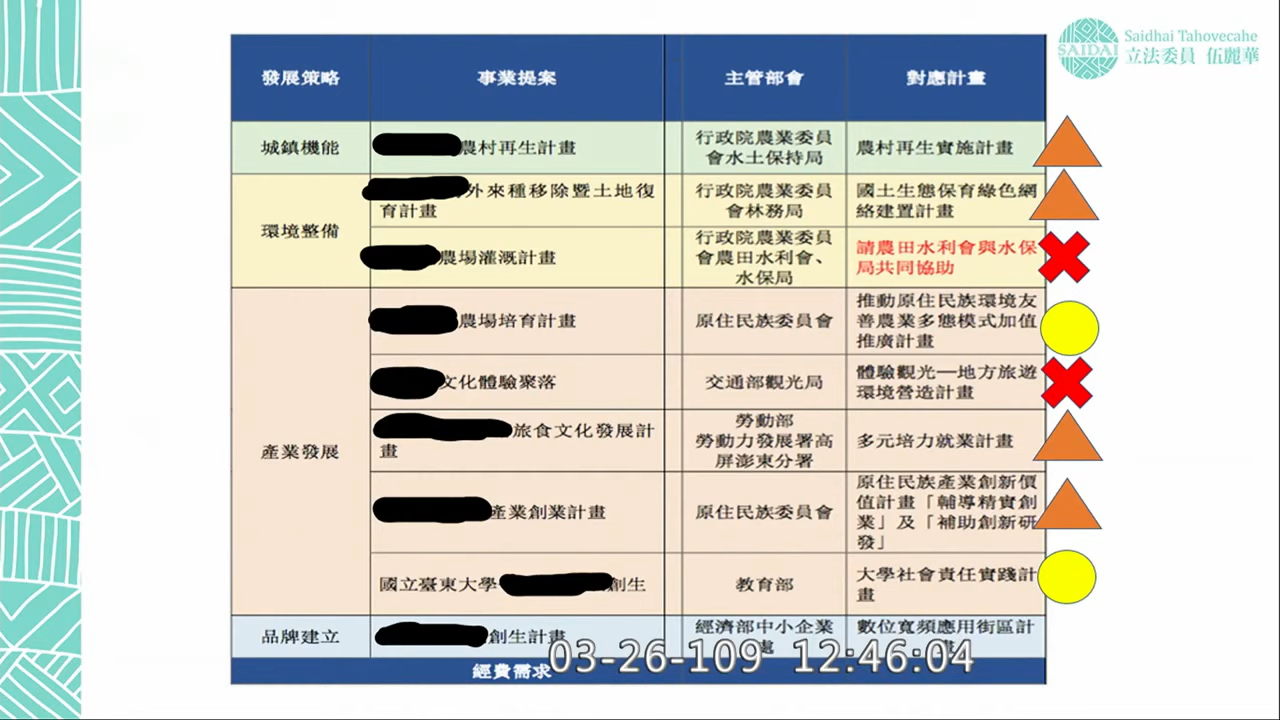 Saidhai Tahovecahe
SAIDAI
立法委員 伍麗華
發展策略 事業提案 主管部會 對應計畫
城鎮機能
農村再生計畫
行政院農業委員
會水土保持局
農村再生實施計畫
環境整備
外來種移除暨土地復
育計畫
行政院農業委員
會林務局
國土生態保育綠色網
絡建置計畫
農場灌溉計畫
行政院農業委員
會農田水利會、
水保局
請農田水利會與水保
局共同協助
產業發展
農場培育計畫
原住民族委員會
推動原住民族環境友
善農業多態模式加值
推廣計畫
文化體驗聚落
交通部觀光局
體驗觀光—地方旅遊
環境營造計畫
旅食文化發展計
畫
勞動部
勞動力發展署高
屏澎東分署
多元培力就業計畫
產業創業計畫
原住民族委員會
原住民族產業創新價
值計畫「輔導精實創
業」及「補助創新研
發」
國立臺東大學 創生
教育部
大學社會責任實踐計
畫
品牌建立
創生計畫
經濟部中小企業
處
數位寬頻應用街區計
經費需求
03-26-109 12:46:04